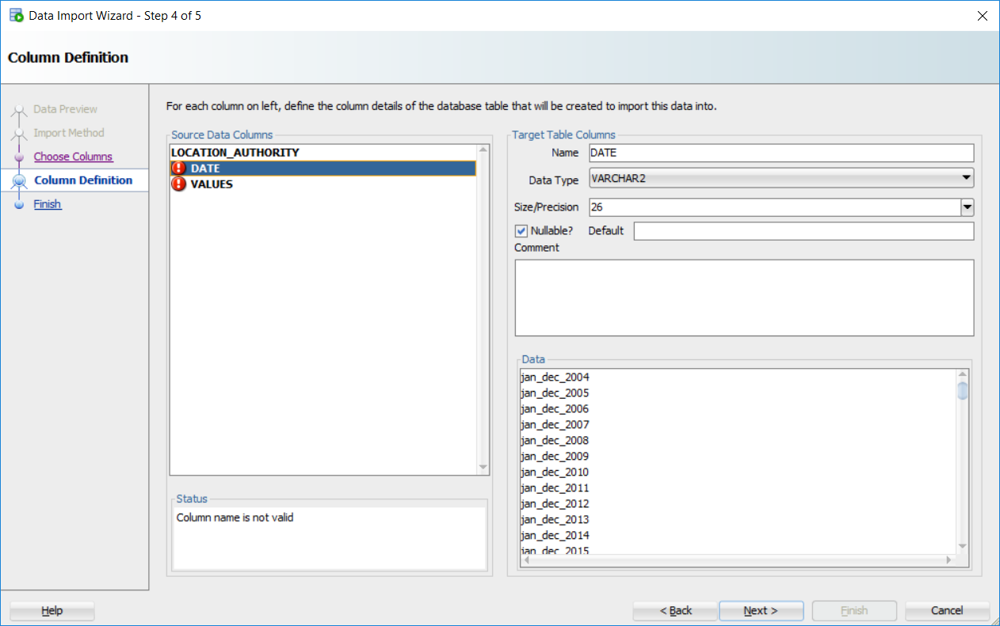 Data Import Wizard - Step 4 of 5
Column Definition
Data Preview
Import Method
Choose Columns
Column Definition
Finish
For each column on left, define the column details of the database table that will be created to import this data into.
Source Data Columns
LOCATION_AUTHORITY
DATE
VALUES
Status
Column name is not valid
Target Table Columns
Name DATE
Data Type VARCHAR2
Size/Precision 26
Nullable? Default
Comment
Data
jan_dec_2004
jan_dec_2005
jan_dec_2006
jan_dec_2007
jan_dec_2008
jan_dec_2009
jan_dec_2010
jan_dec_2011
jan_dec_2012
jan_dec_2013
jan_dec_2014
jan_dec_2015
Help < Back Next > Finish Cancel